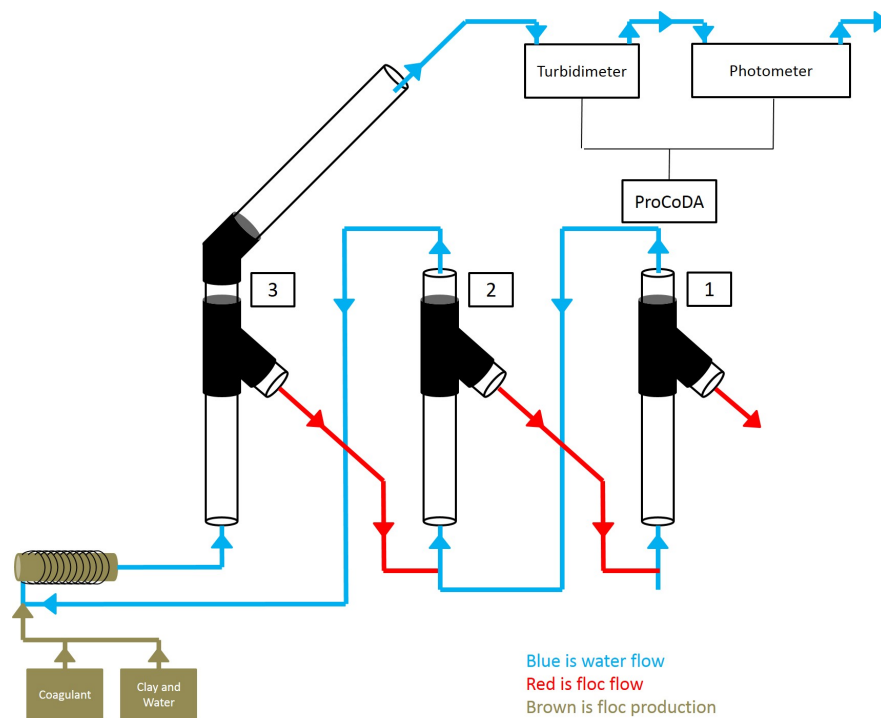 Turbidimeter
Photometer
ProCoDA
3
2
1
Coagulant
Clay and
Water
Blue is water flow
Red is floc flow
Brown is floc production